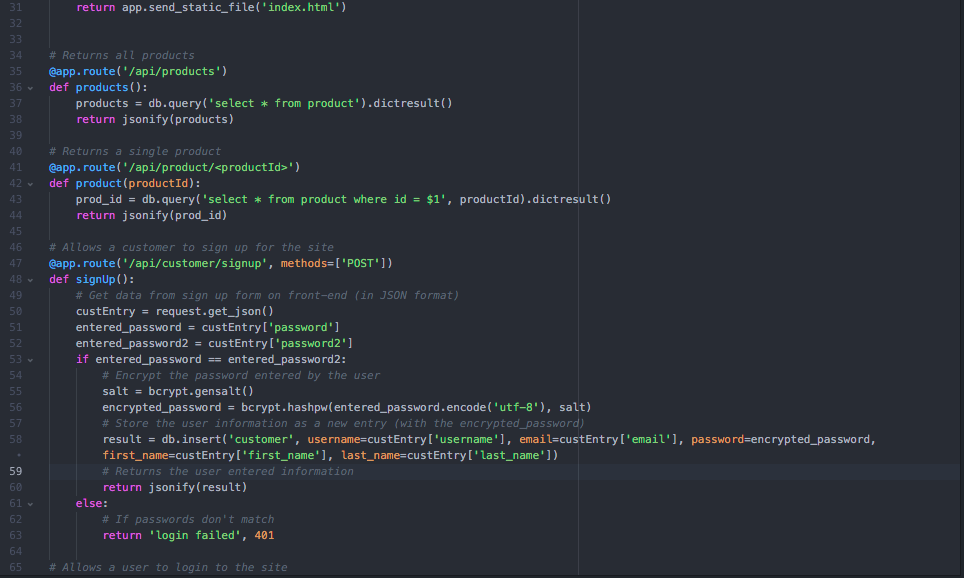 31 return app.send_static_file('index.html')
32
33
34 # Returns all products
35 @app.route('/api/products')
36 def products():
37 products = db.query('select * from product').dictresult()
38 return jsonify(products)
39
40 # Returns a single product
41 @app.route('/api/product/<productId>')
42 def product(productId):
43 prod_id = db.query('select * from product where id = $1', productId).dictresult()
44 return jsonify(prod_id)
45
46 # Allows a customer to sign up for the site
47 @app.route('/api/customer/signup', methods=['POST'])
48 def signUp():
49 # Get data from sign up form on front-end (in JSON format)
50 custEntry = request.get_json()
51 entered_password = custEntry['password']
52 entered_password2 = custEntry['password2']
53 if entered_password == entered_password2:
54 # Encrypt the password entered by the user
55 salt = bcrypt.gensalt()
56 encrypted_password = bcrypt.hashpw(entered_password.encode('utf-8'), salt)
57 # Store the user information as a new entry (with the encrypted_password)
58 result = db.insert('customer', username=custEntry['username'], email=custEntry['email'], password=encrypted_password,
• first_name=custEntry['first_name'], last_name=custEntry['last_name'])
59 # Returns the user entered information
60 return jsonify(result)
61 else:
62 # If passwords don't match
63 return 'login failed', 401
64
65 # Allows a user to login to the site